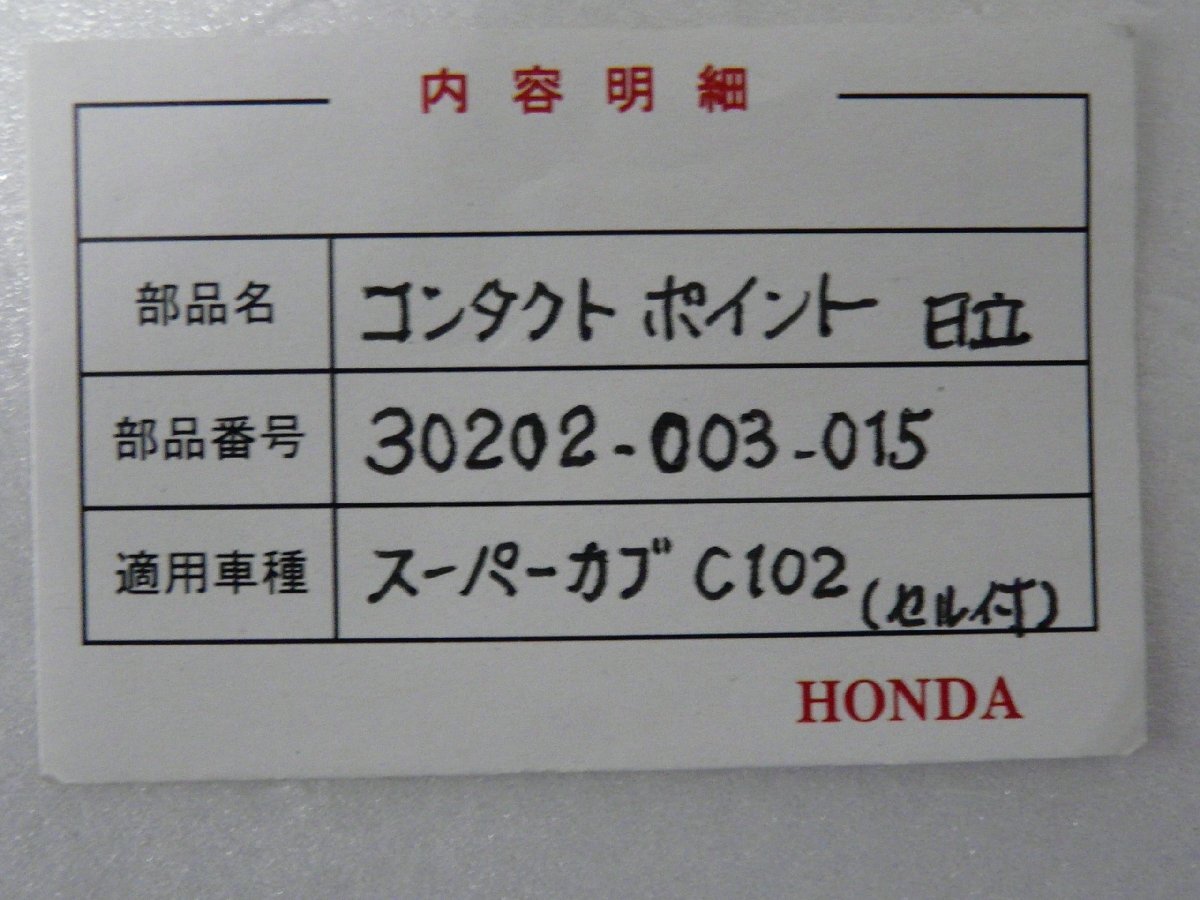 内容明細
部品名 コンタクト ポイント 日立
部品番号 30202-003-015
適用車種 スーパーカブ C102 (セル付)
HONDA